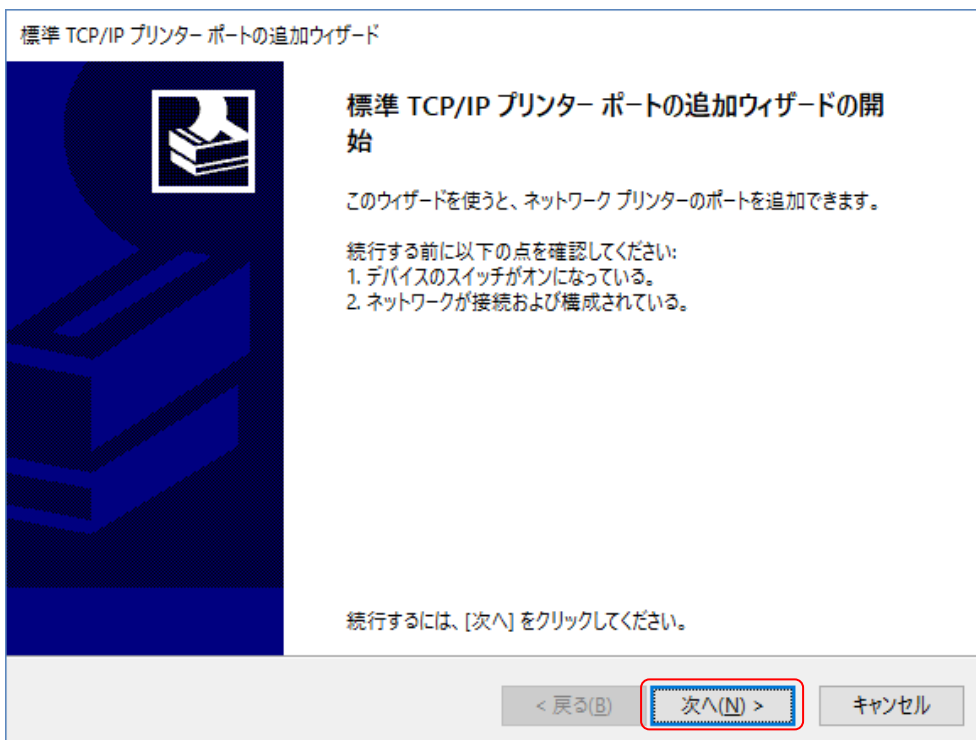 標準 TCP/IP プリンター ポートの追加ウィザード
標準 TCP/IP プリンター ポートの追加ウィザードの開
始
このウィザードを使うと、ネットワーク プリンターのポートを追加できます。
続行する前に以下の点を確認してください:
1. デバイスのスイッチがオンになっている。
2. ネットワークが接続および構成されている。
続行するには、[次へ] をクリックしてください。
< 戻る(B)
次へ(N) >
キャンセル